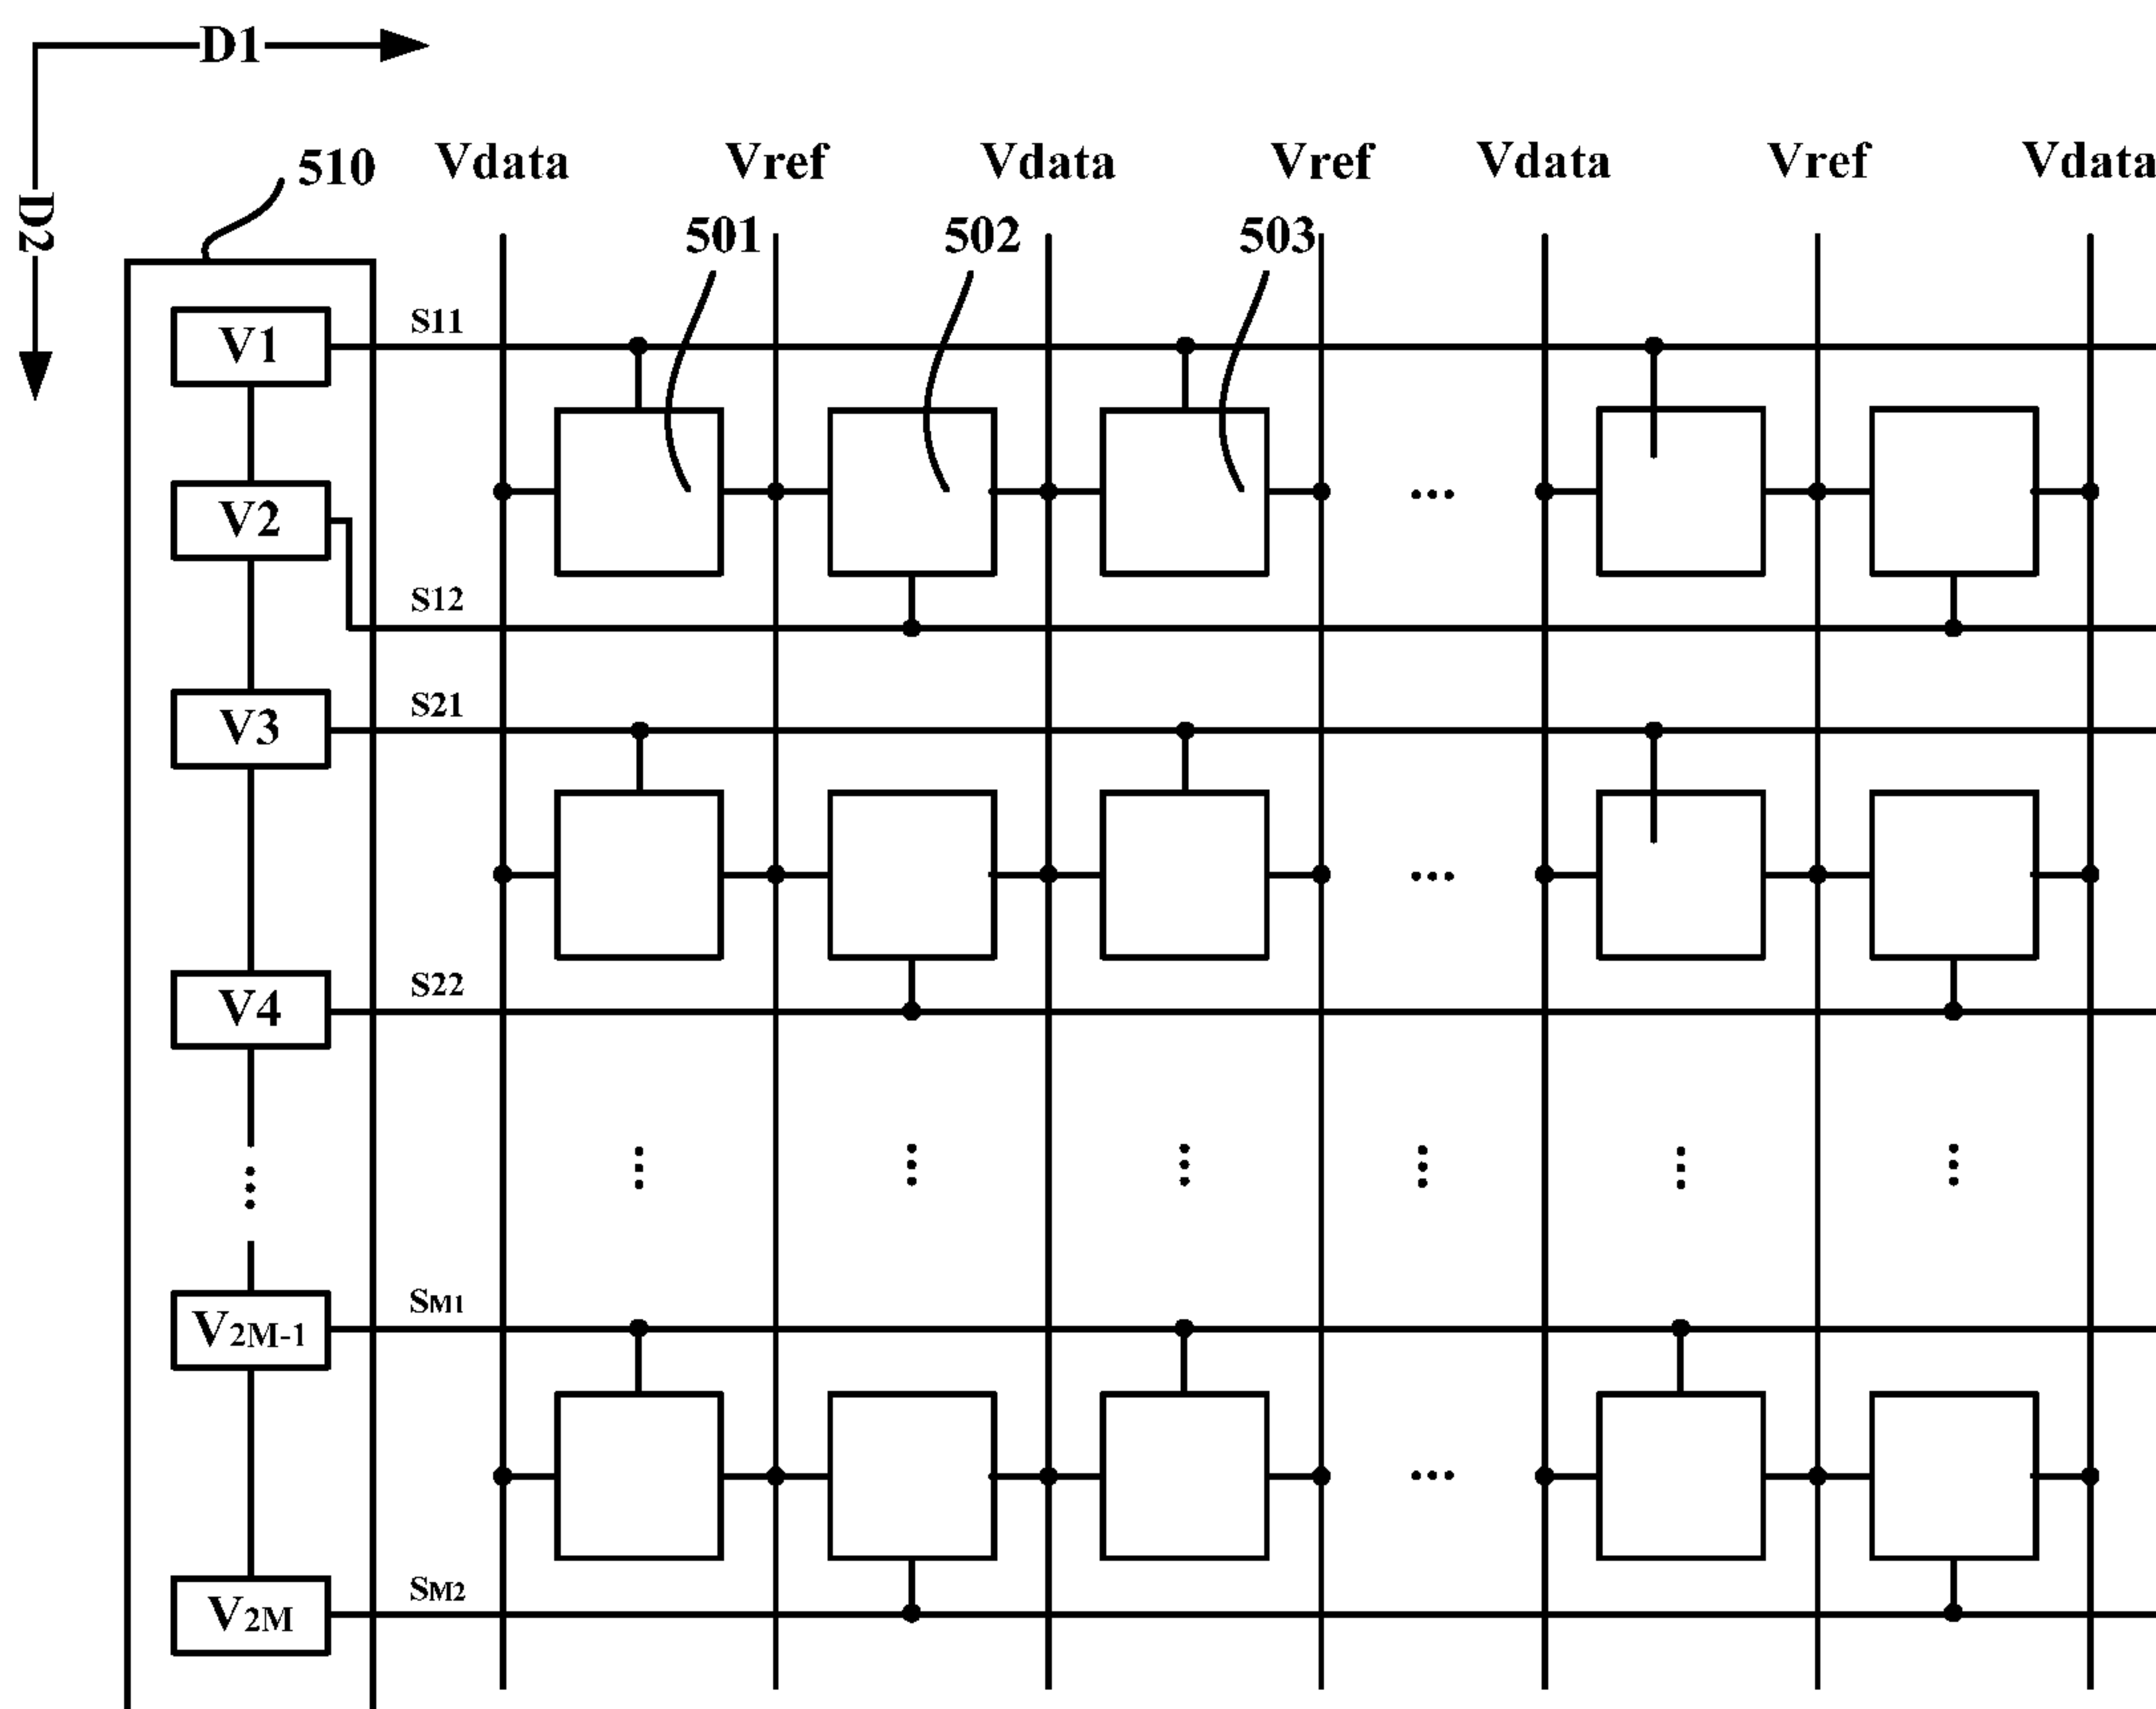 D1
D2
510
Vdata Vref Vdata Vref Vdata Vref Vdata
501 502 503
V1 S11
V2
S12
V3 S21
V4 S22
V2M-1 SM1
V2M SM2